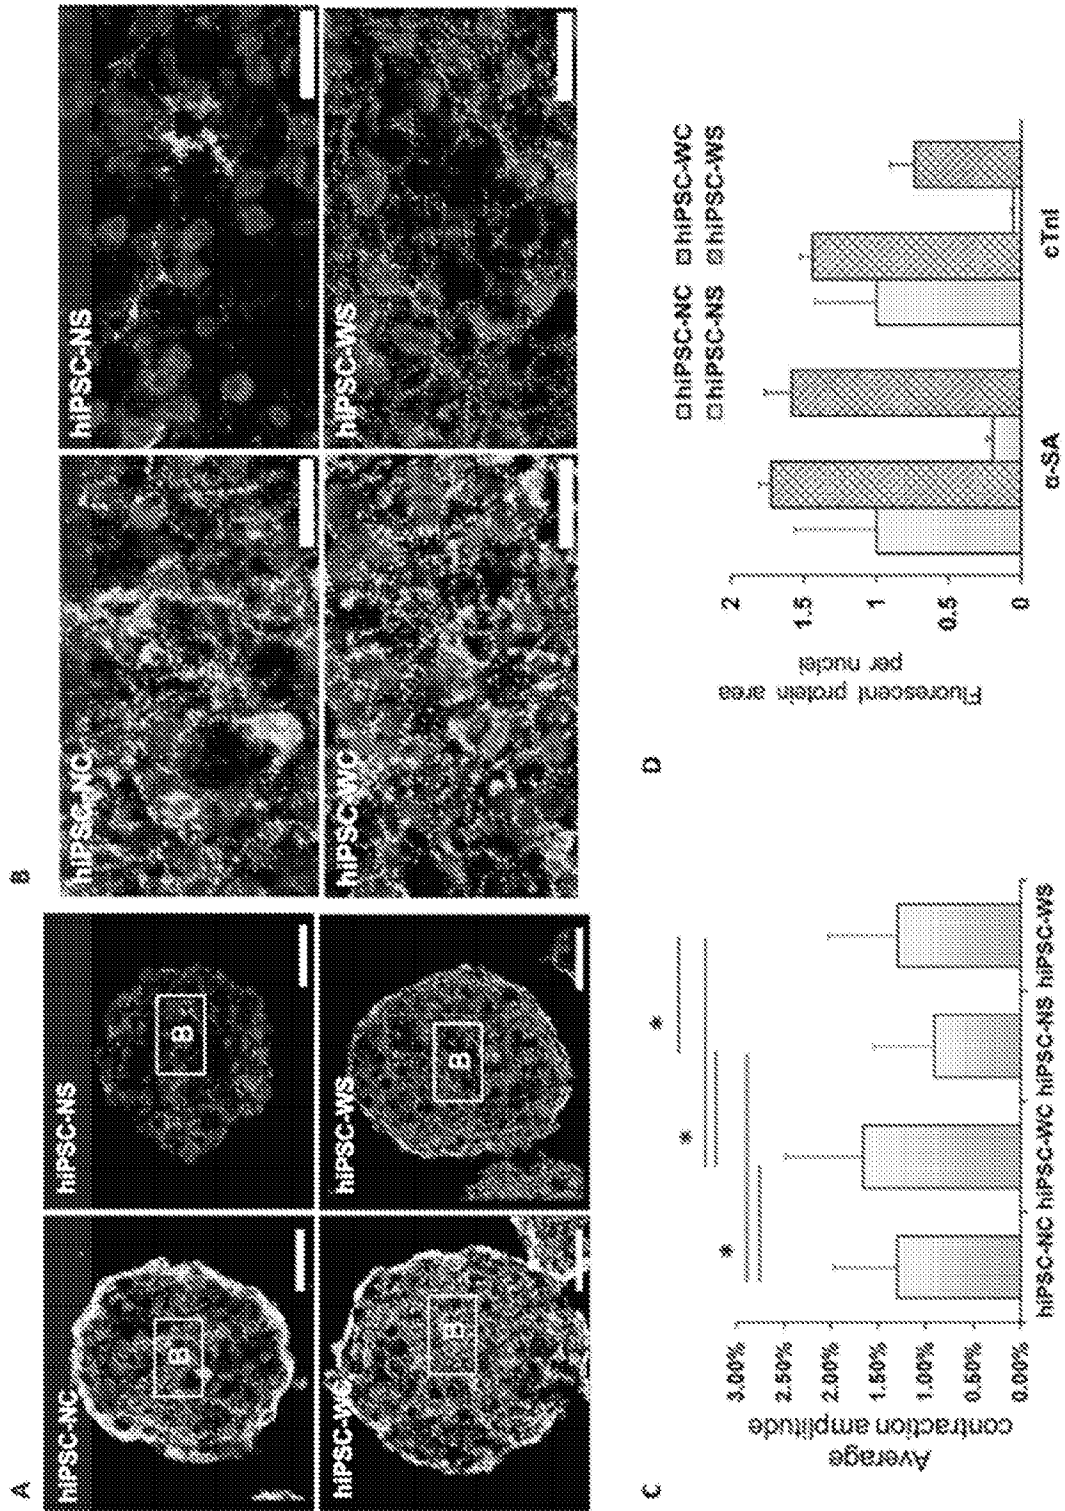 A
hiPSC-NC
B
hiPSC-NS
B
hiPSC-WC
B
hiPSC-WS
B
B
hiPSC-NC
hiPSC-NS
hiPSC-WC
hiPSC-WS
C
Average
contraction amplitude
3.00%
2.50%
2.00%
1.50%
1.00%
0.50%
0.00%
*
*
*
hiPSC-NC hiPSC-WC hiPSC-NS hiPSC-WS
D
Fluorescent protein area
per nuclei
2
1.5
1
0.5
0
hiPSC-NC hiPSC-WC
hiPSC-NS hiPSC-WS
α-SA cTnI